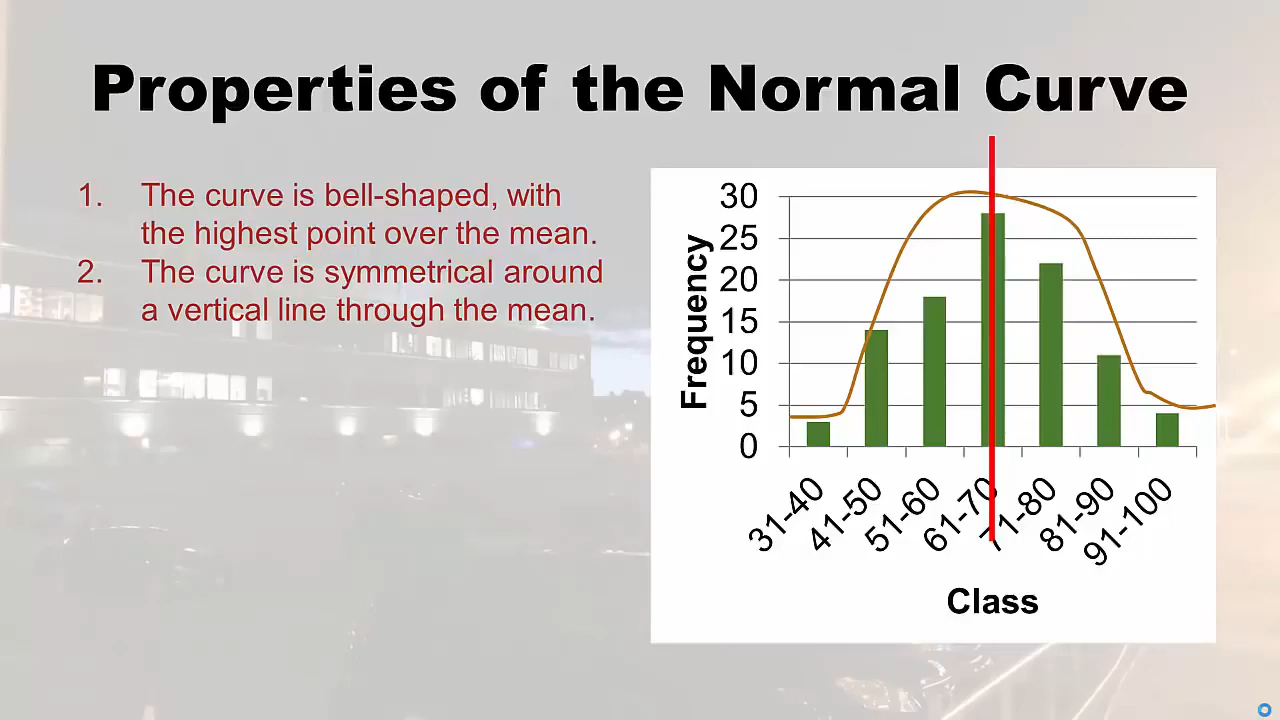 Properties of the Normal Curve
1. The curve is bell-shaped, with
the highest point over the mean.
2. The curve is symmetrical around
a vertical line through the mean.
30
25
20
15
10
5
0
Frequency
31-40
41-50
51-60
61-70
71-80
81-90
91-100
Class